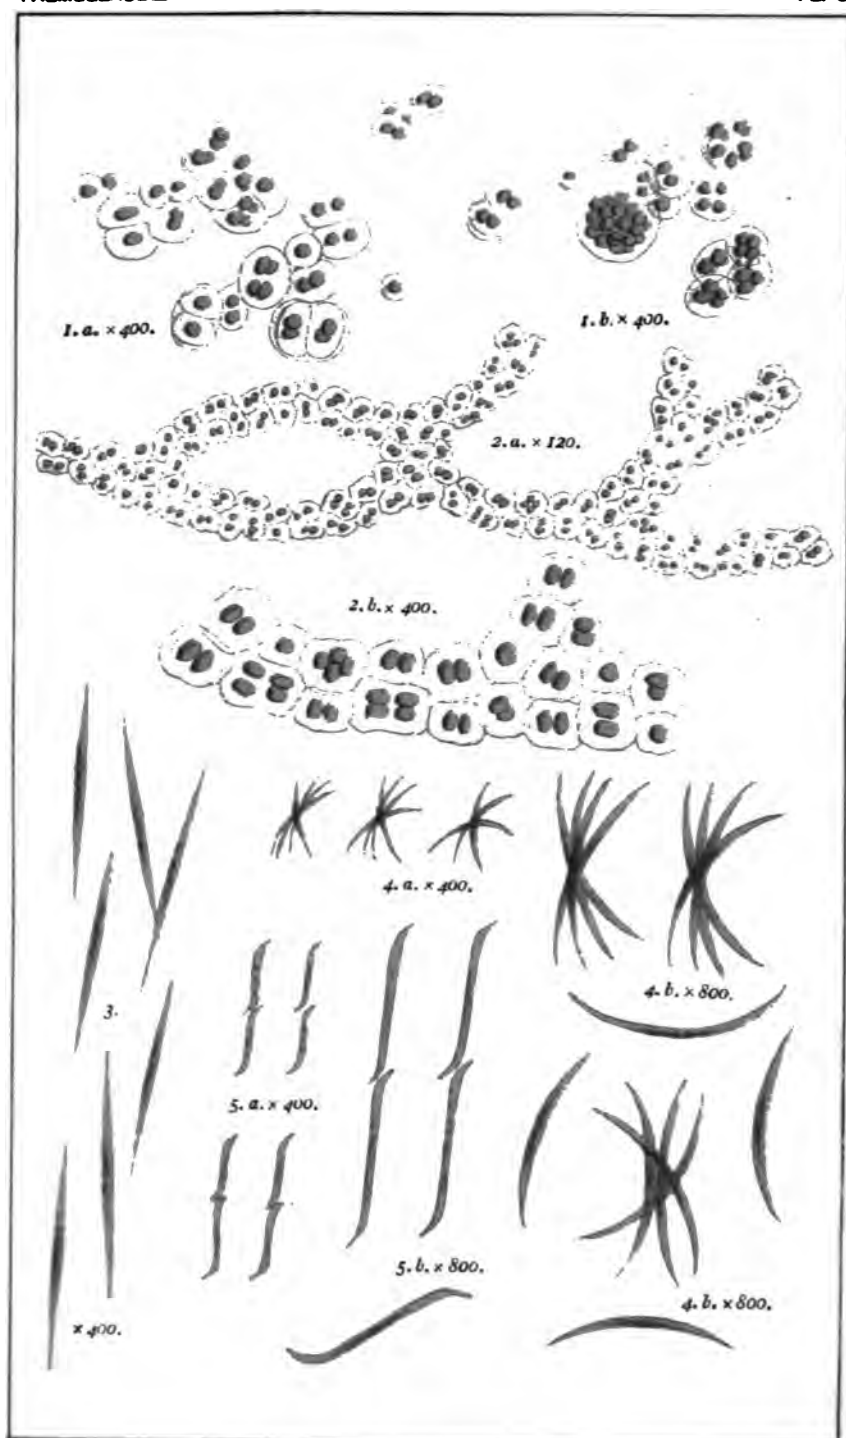 1. a. × 400.
1. b. × 400.
2. a. × 120.
2. b. × 400.
4. a. × 400.
4. b. × 800.
3.
5. a. × 400.
5. b. × 800.
4. b. × 800.
× 400.